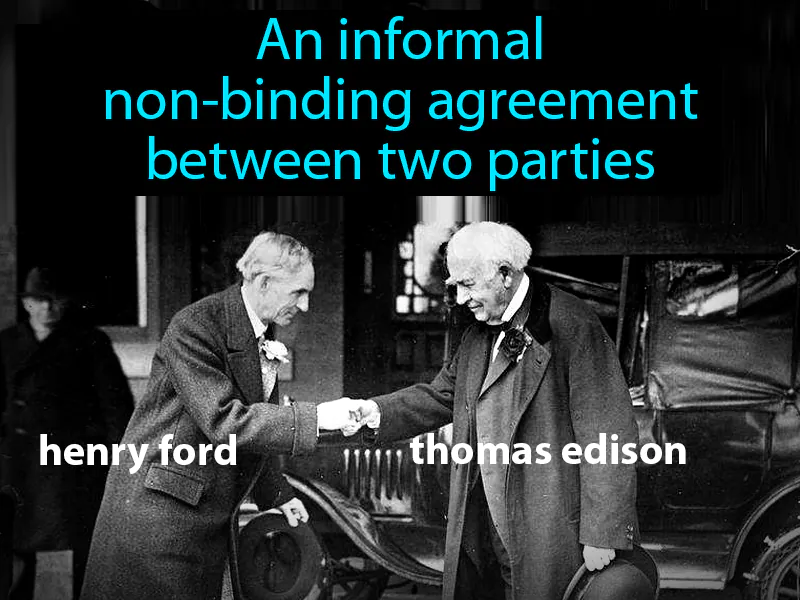 An informal
non-binding agreement
between two parties
henry ford
thomas edison